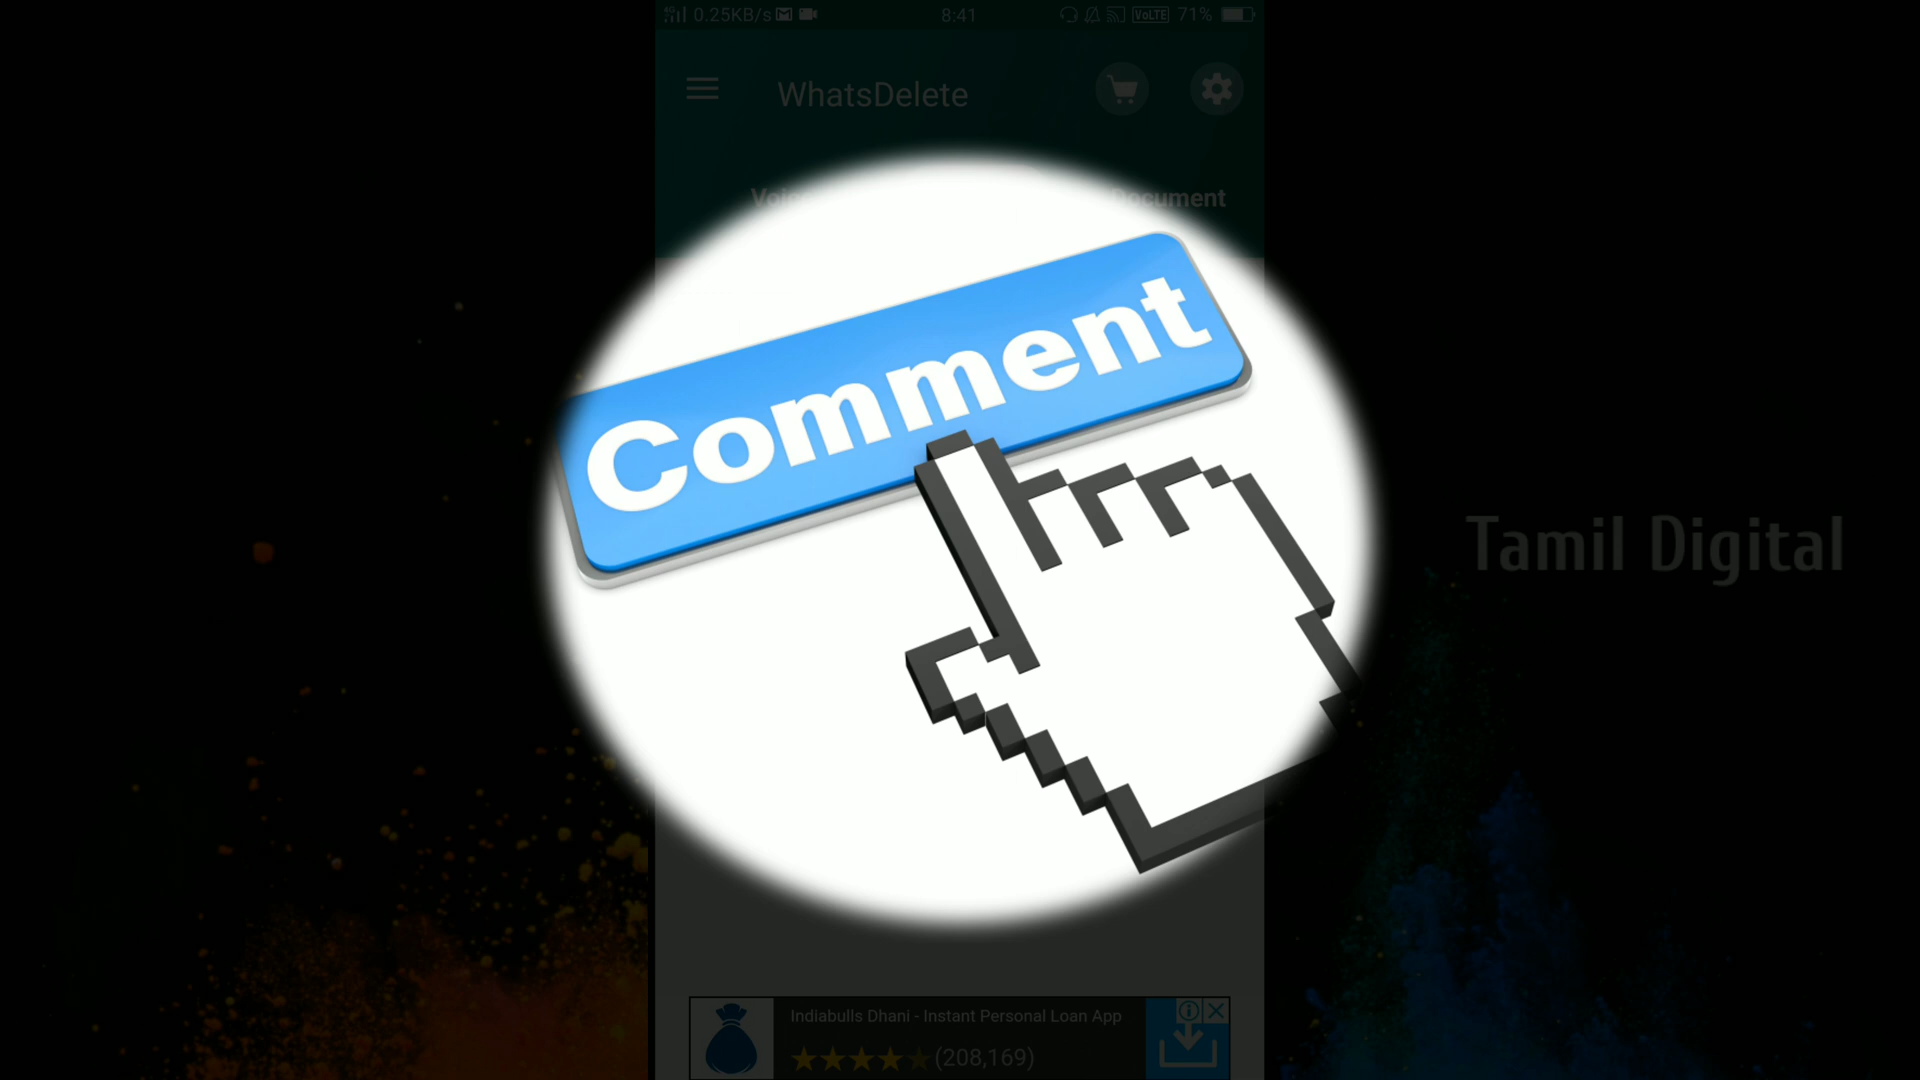 0.25KB/s
8:41
VoLTE
71%
WhatsDelete
Document
Comment
Tamil Digital
Indiabulls Dhani - Instant Personal Loan App
(208,169)